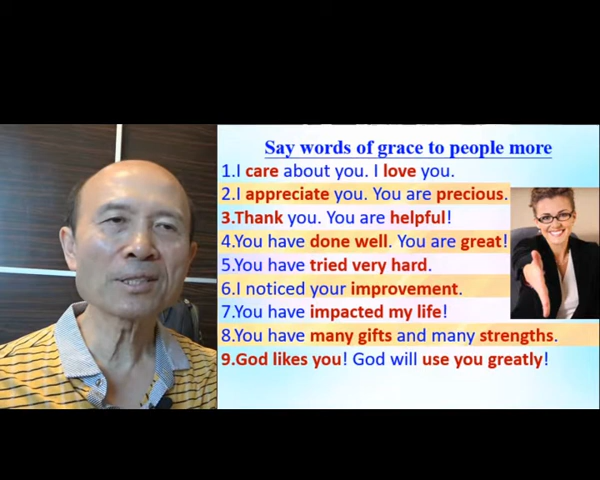 Say words of grace to people more
1.I care about you. I love you.
2.I appreciate you. You are precious.
3.Thank you. You are helpful!
4.You have done well. You are great!
5.You have tried very hard.
6.I noticed your improvement.
7.You have impacted my life!
8.You have many gifts and many strengths.
9.God likes you! God will use you greatly!